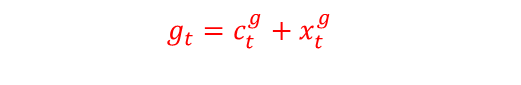 $g_t = c_t^g + x_t^g$